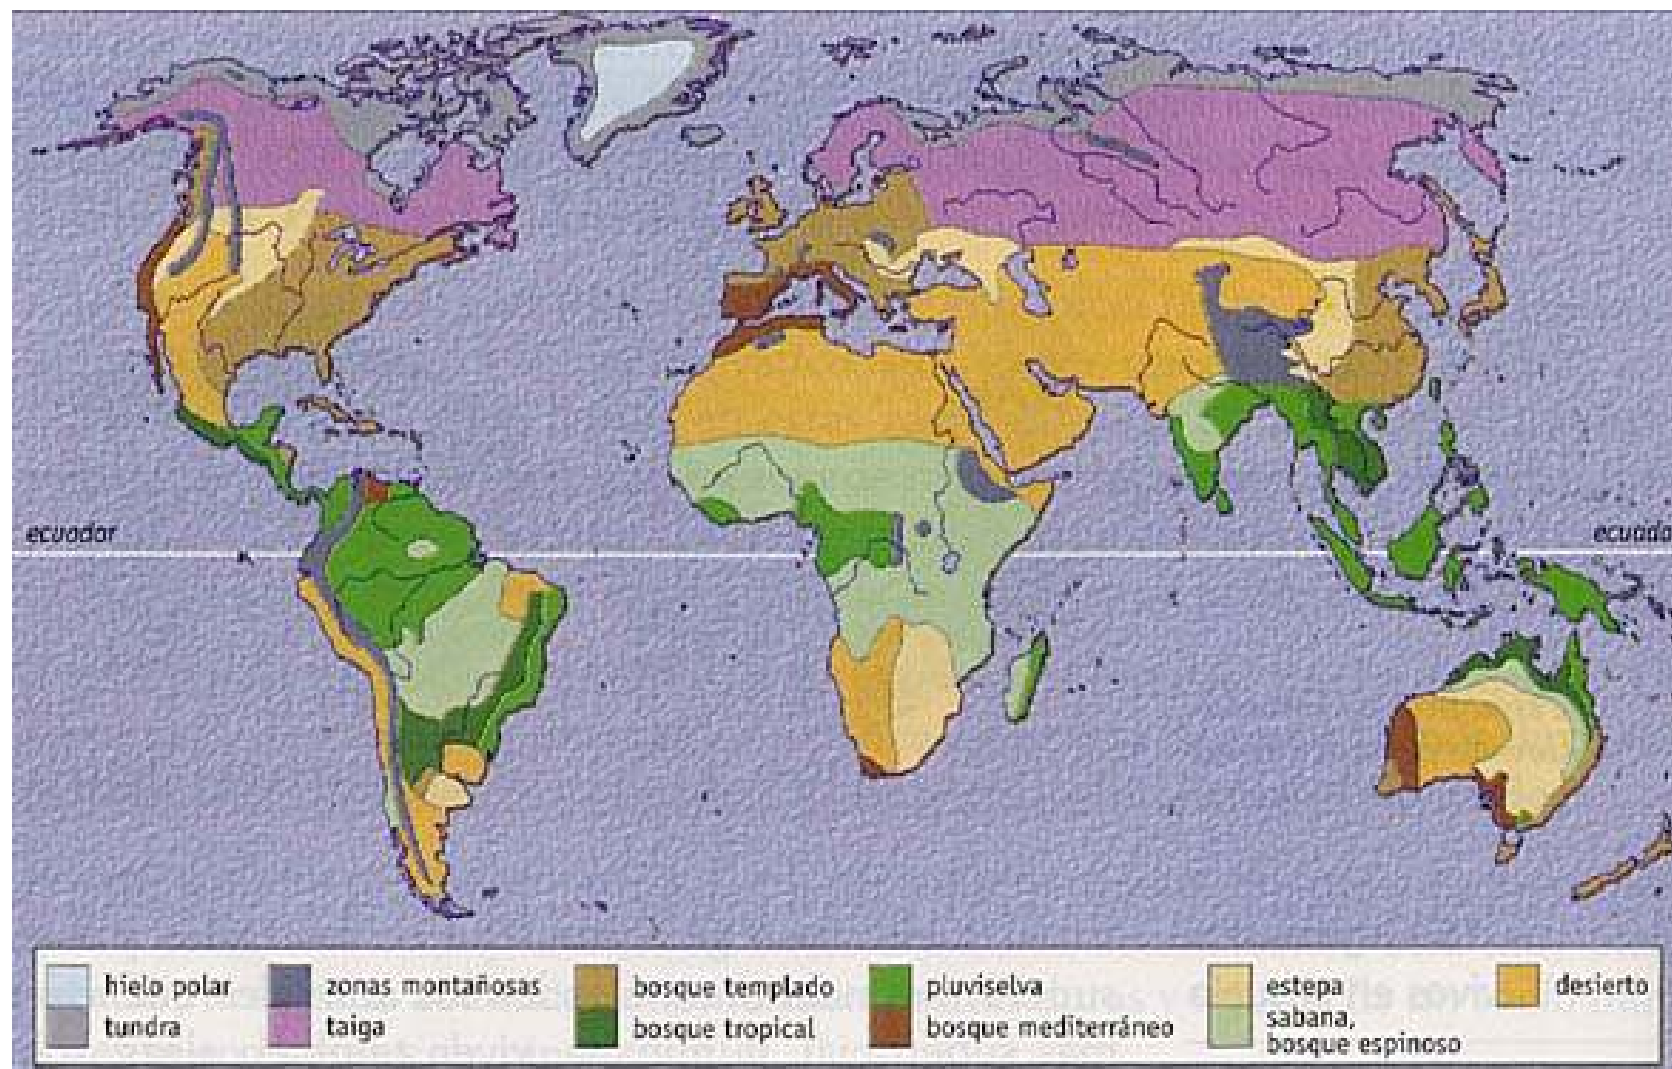 ecuador
ecuado
hielo polar
tundra
zonas montañosas
taiga
bosque templado
bosque tropical
pluviselva
bosque mediterráneo
estepa
sabana,
bosque espinoso
desierto